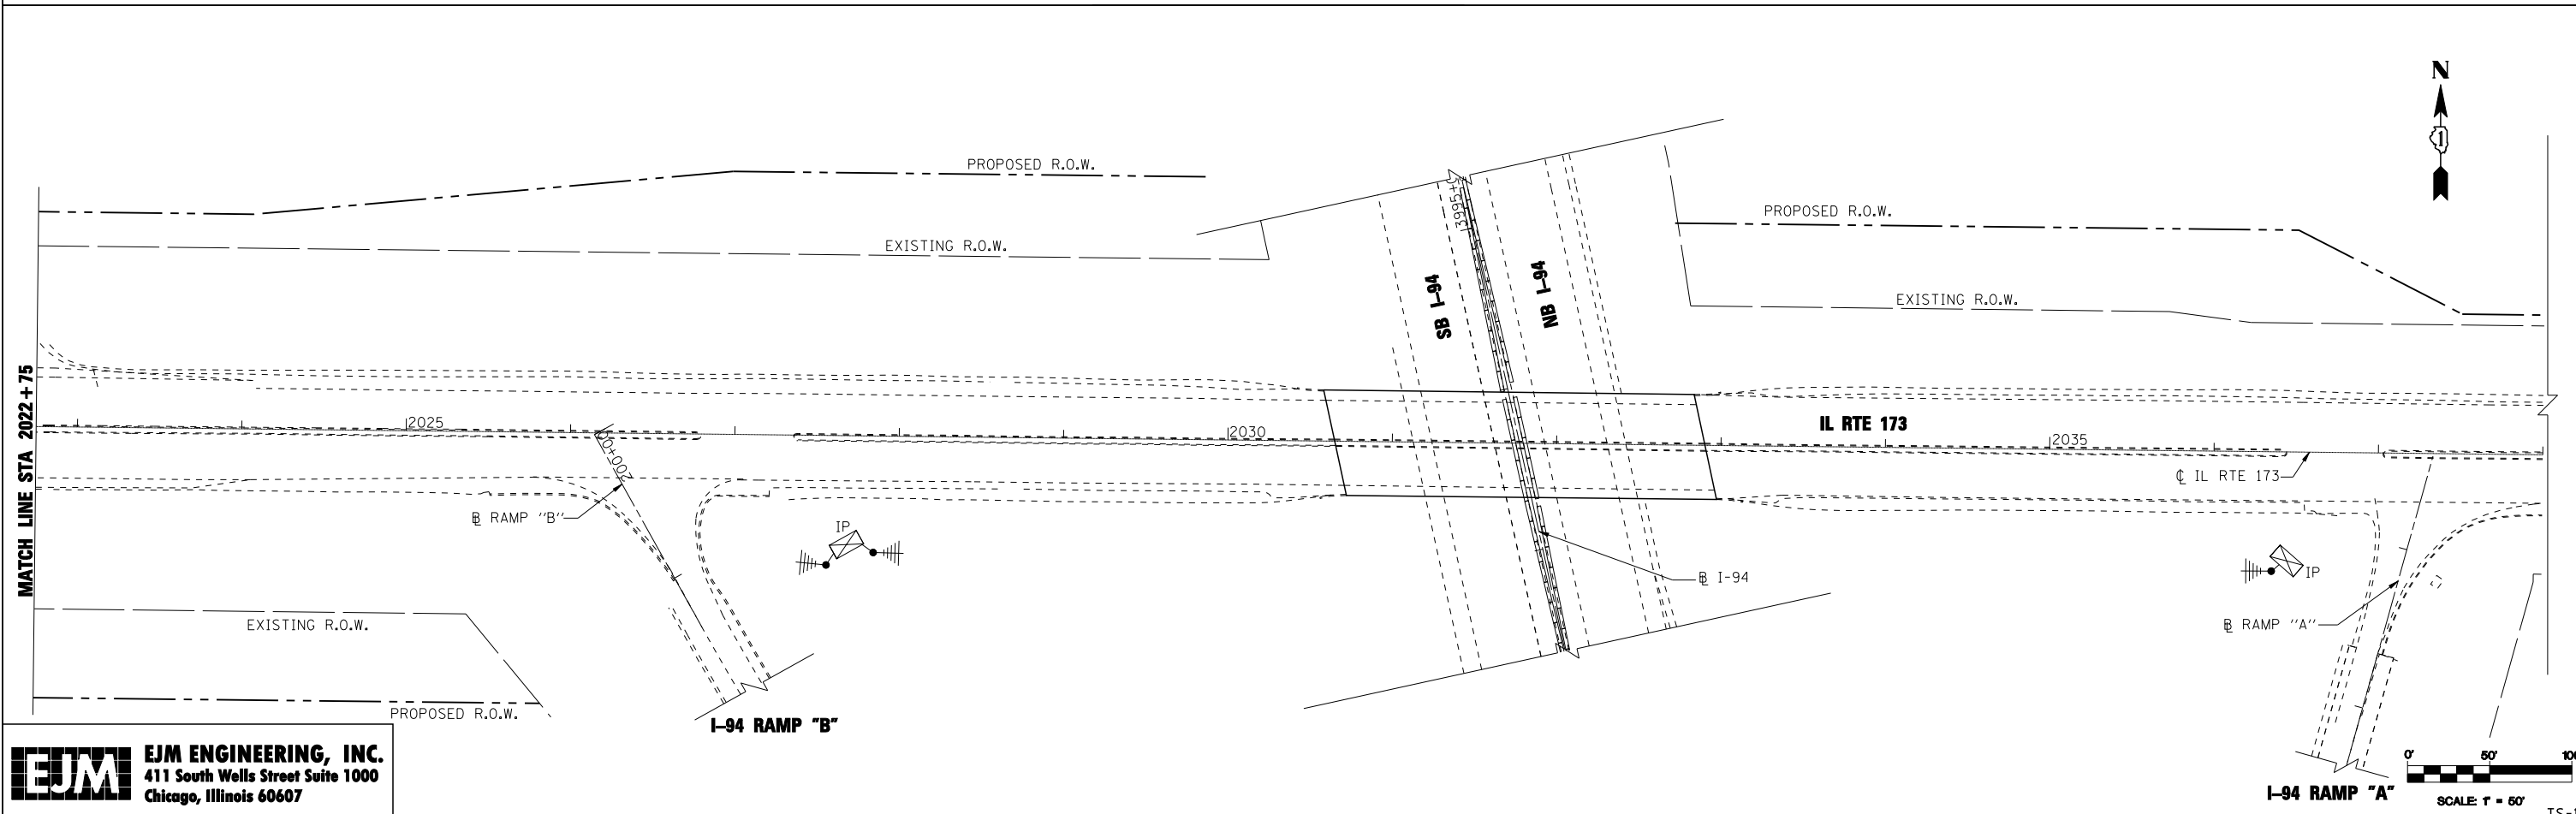 N
1
PROPOSED R.O.W.
PROPOSED R.O.W.
EXISTING R.O.W.
EXISTING R.O.W.
SB I-94
NB I-94
MATCH LINE STA 2022+75
2025
2030
IL RTE 173
2035
℄ IL RTE 173
B̲L RAMP "B"
IP
B̲L I-94
IP
B̲L RAMP "A"
EXISTING R.O.W.
PROPOSED R.O.W.
I-94 RAMP "B"
EJM
EJM ENGINEERING, INC.
411 South Wells Street Suite 1000
Chicago, Illinois 60607
0' 50'
I-94 RAMP "A"
SCALE: 1" = 50'